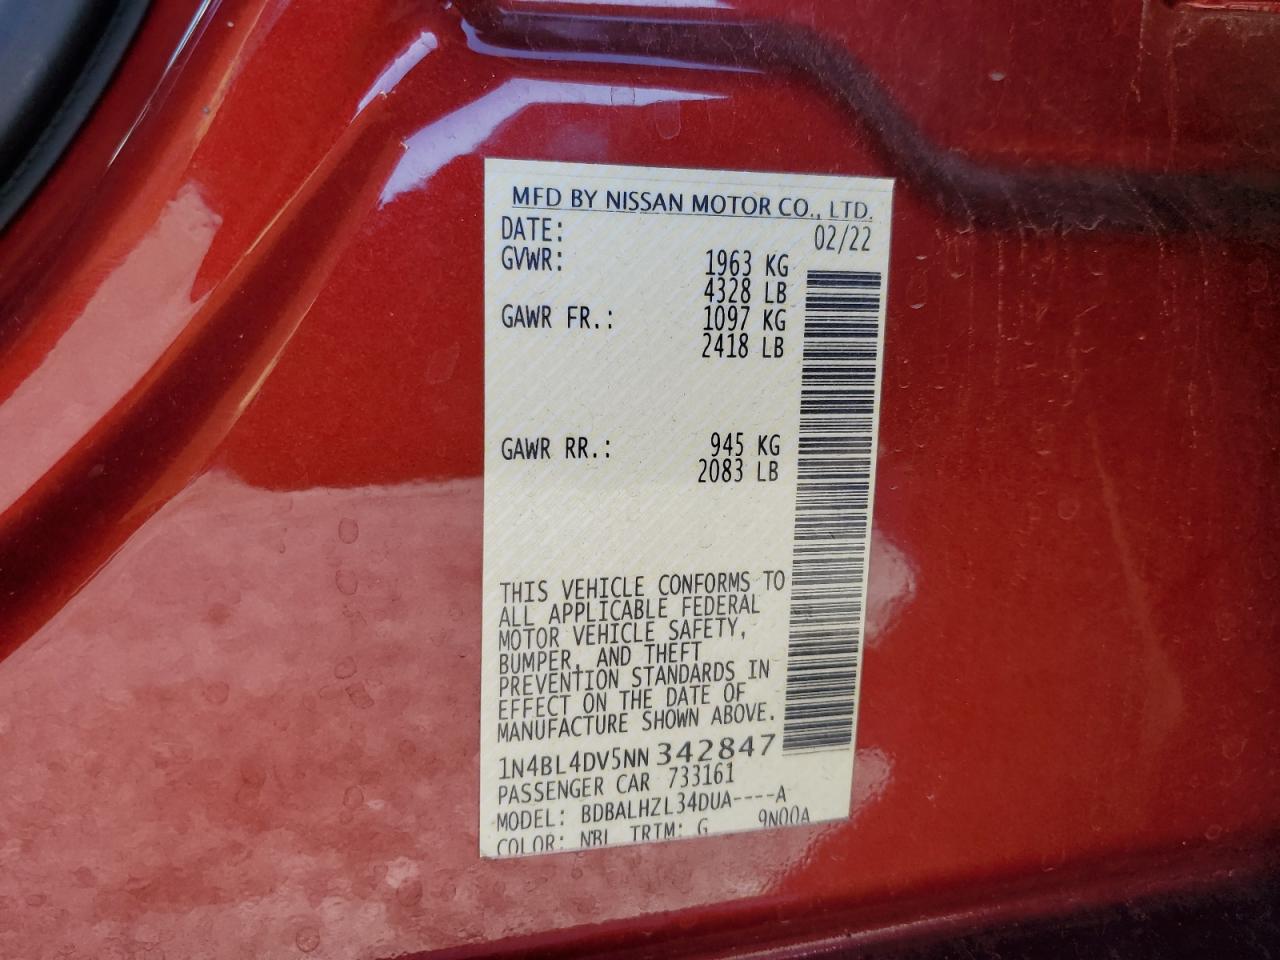 MFD BY NISSAN MOTOR CO., LTD.
DATE: 02/22
GVWR: 1963 KG
4328 LB
GAWR FR.: 1097 KG
2418 LB
GAWR RR.: 945 KG
2083 LB
THIS VEHICLE CONFORMS TO
ALL APPLICABLE FEDERAL
MOTOR VEHICLE SAFETY,
BUMPER, AND THEFT
PREVENTION STANDARDS IN
EFFECT ON THE DATE OF
MANUFACTURE SHOWN ABOVE.
1N4BL4DV5NN342847
PASSENGER CAR 733161
MODEL: BDBALHZL34DUA----A
COLOR: NBL TRIM: G 9N00A